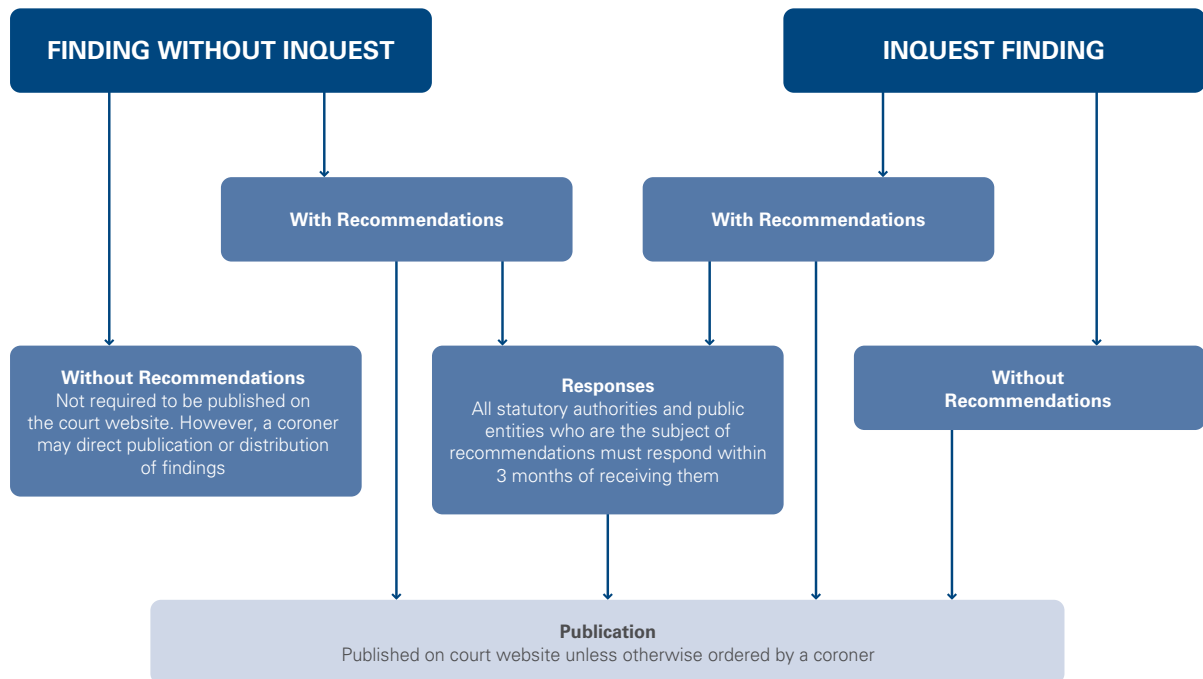 FINDING WITHOUT INQUEST
INQUEST FINDING
With Recommendations
With Recommendations
Without Recommendations
Not required to be published on
the court website. However, a coroner
may direct publication or distribution
of findings
Responses
All statutory authorities and public
entities who are the subject of
recommendations must respond within
3 months of receiving them
Without
Recommendations
Publication
Published on court website unless otherwise ordered by a coroner